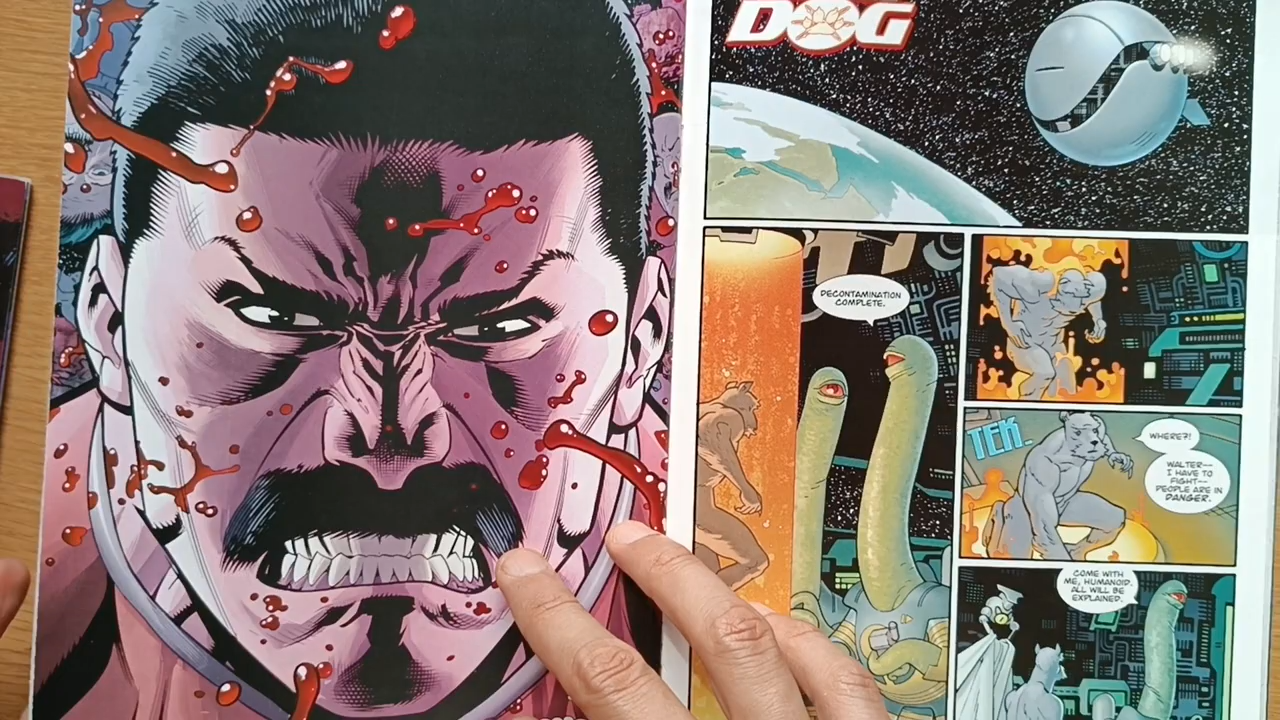 DOG
DECONTAMINATION
COMPLETE.
TEK.
WHERE?!
WALTER--
I HAVE TO
FIGHT--
PEOPLE ARE IN
DANGER.
COME WITH
ME, HUMANOID.
ALL WILL BE
EXPLAINED.